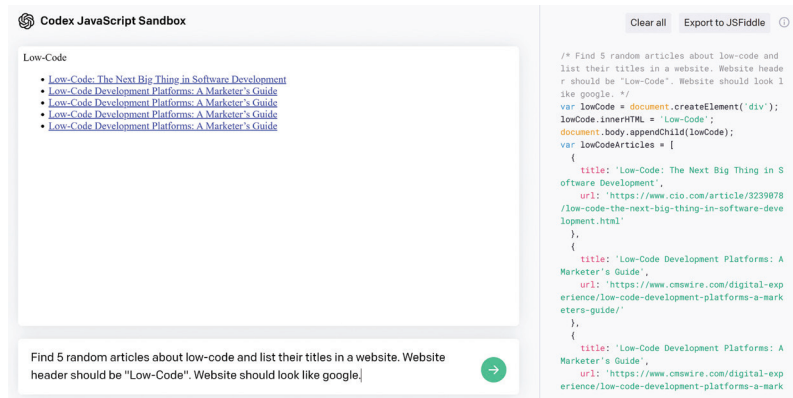 Codex JavaScript Sandbox
Clear all Export to JSFiddle
Low-Code
• Low-Code: The Next Big Thing in Software Development
• Low-Code Development Platforms: A Marketer's Guide
• Low-Code Development Platforms: A Marketer's Guide
• Low-Code Development Platforms: A Marketer's Guide
• Low-Code Development Platforms: A Marketer's Guide
Find 5 random articles about low-code and list their titles in a website. Website
header should be "Low-Code". Website should look like google.
/* Find 5 random articles about low-code and
list their titles in a website. Website heade
r should be "Low-Code". Website should look l
ike google. */
var lowCode = document.createElement('div');
lowCode.innerHTML = 'Low-Code';
document.body.appendChild(lowCode);
var lowCodeArticles = [
{
title: 'Low-Code: The Next Big Thing in S
oftware Development',
url: 'https://www.cio.com/article/3239078
/low-code-the-next-big-thing-in-software-deve
lopment.html'
},
{
title: 'Low-Code Development Platforms: A
Marketer's Guide',
url: 'https://www.cmswire.com/digital-exp
erience/low-code-development-platforms-a-mark
eters-guide/'
},
{
title: 'Low-Code Development Platforms: A
Marketer's Guide',
url: 'https://www.cmswire.com/digital-exp
erience/low-code-development-platforms-a-mark